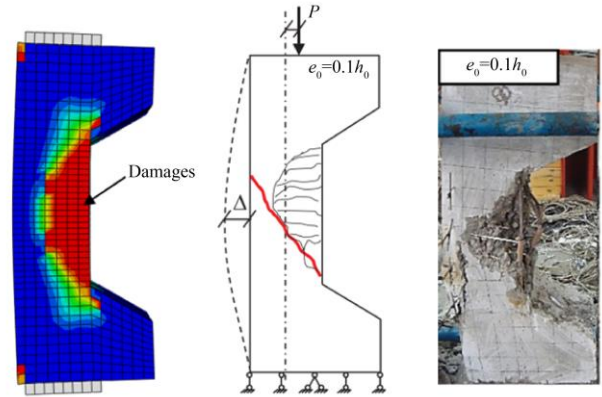 P
e₀=0.1h₀
e₀=0.1h₀
Damages
Δ